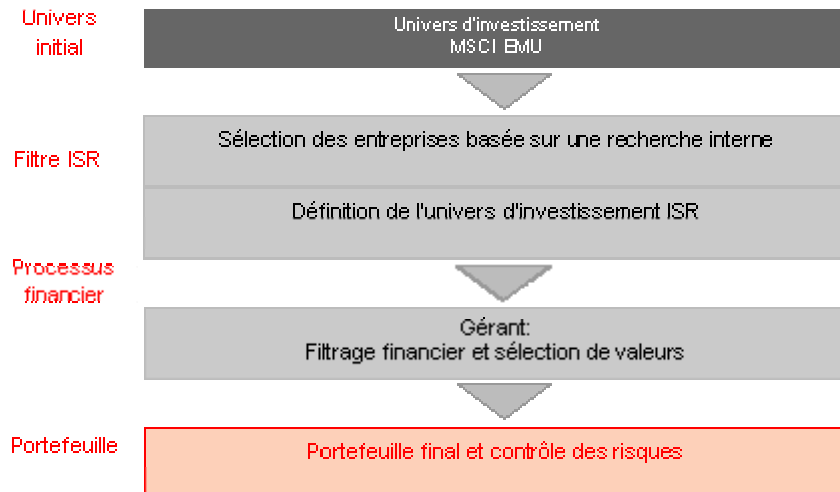 Univers
initial
Univers d'investissement
MSCI EMU
Filtre ISR
Sélection des entreprises basée sur une recherche interne
Définition de l'univers d'investissement ISR
Processus
financier
Gérant:
Filtrage financier et sélection de valeurs
Portefeuille
Portefeuille final et contrôle des risques